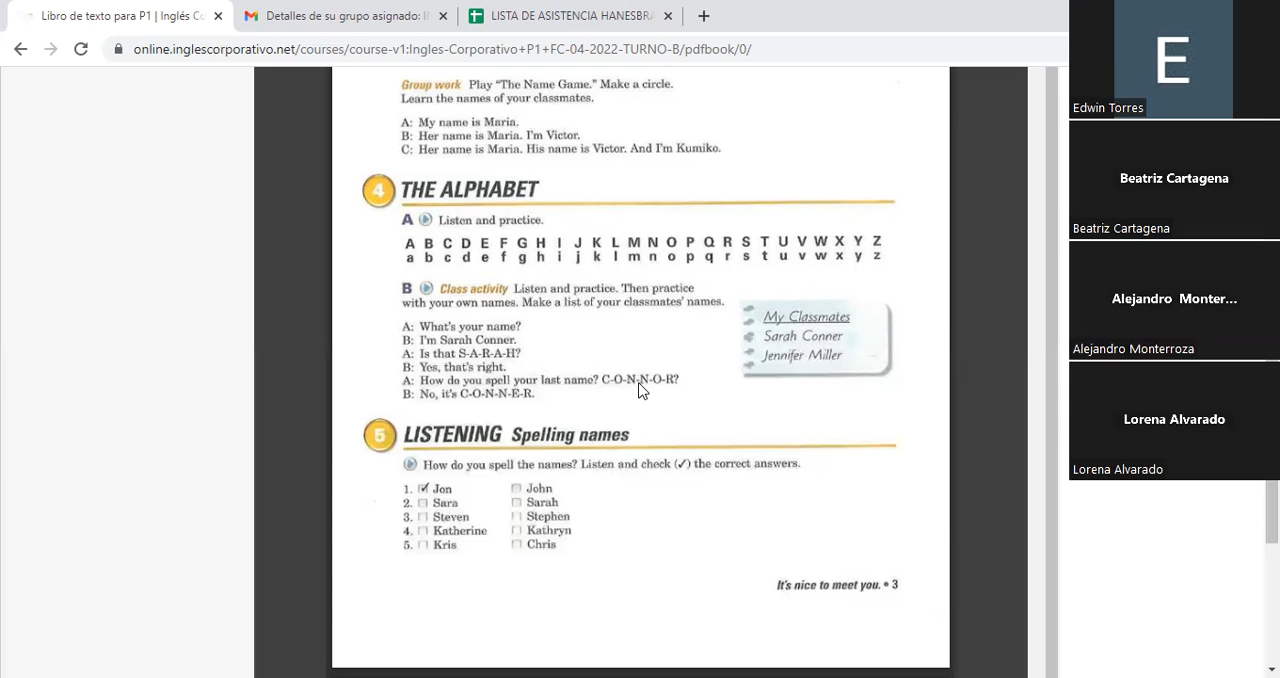 Libro de texto para P1 | Inglés Co
Detalles de su grupo asignado: I
LISTA DE ASISTENCIA HANESBRA
online.inglescorporativo.net/courses/course-v1:Ingles-Corporativo+P1+FC-04-2022-TURNO-B/pdfbook/0/
Group work Play “The Name Game.” Make a circle.
Learn the names of your classmates.
A: My name is Maria.
B: Her name is Maria. I'm Victor.
C: Her name is Maria. His name is Victor. And I'm Kumiko.
4 THE ALPHABET
A Listen and practice.
A B C D E F G H I J K L M N O P Q R S T U V W X Y Z
a b c d e f g h i j k l m n o p q r s t u v w x y z
B Class activity Listen and practice. Then practice
with your own names. Make a list of your classmates' names.
A: What's your name?
B: I'm Sarah Conner.
A: Is that S-A-R-A-H?
B: Yes, that's right.
A: How do you spell your last name? C-O-N-N-O-R?
B: No, it's C-O-N-N-E-R.
My Classmates
Sarah Conner
Jennifer Miller
5 LISTENING Spelling names
How do you spell the names? Listen and check (✓) the correct answers.
1. Jon John
2. Sara Sarah
3. Steven Stephen
4. Katherine Kathryn
5. Kris Chris
It's nice to meet you. • 3
E
Edwin Torres
Beatriz Cartagena
Beatriz Cartagena
Alejandro Monter...
Alejandro Monterroza
Lorena Alvarado
Lorena Alvarado